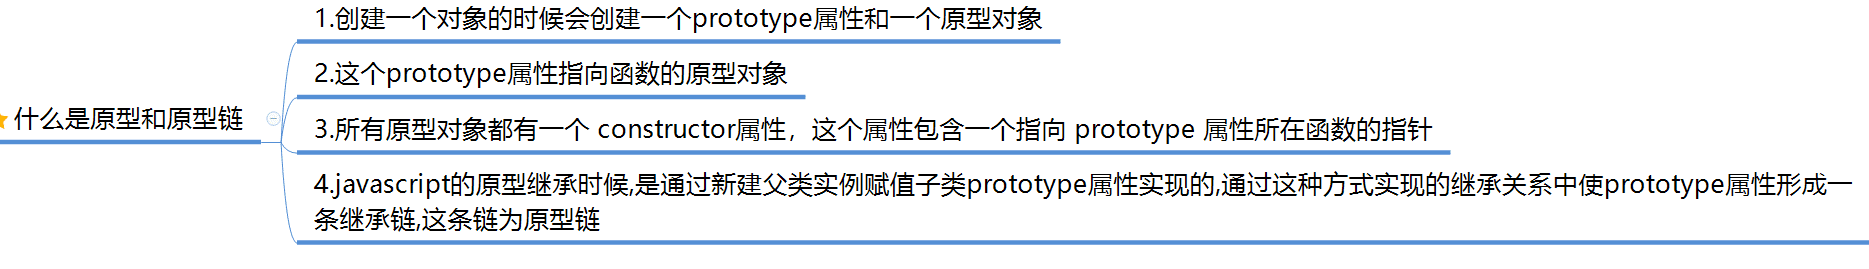 什么是原型和原型链
1.创建一个对象的时候会创建一个prototype属性和一个原型对象
2.这个prototype属性指向函数的原型对象
3.所有原型对象都有一个 constructor属性，这个属性包含一个指向 prototype 属性所在函数的指针
4.javascript的原型继承时候,是通过新建父类实例赋值子类prototype属性实现的,通过这种方式实现的继承关系中使prototype属性形成一
条继承链,这条链为原型链